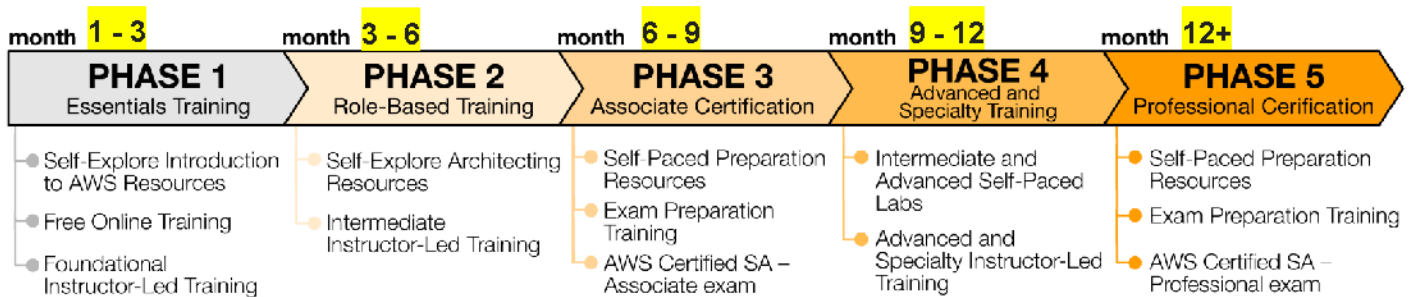 month 1 - 3
PHASE 1
Essentials Training
Self-Explore Introduction
to AWS Resources
Free Online Training
Foundational
Instructor-Led Training
month 3 - 6
PHASE 2
Role-Based Training
Self-Explore Architecting
Resources
Intermediate
Instructor-Led Training
month 6 - 9
PHASE 3
Associate Certification
Self-Paced Preparation
Resources
Exam Preparation
Training
AWS Certified SA –
Associate exam
month 9 - 12
PHASE 4
Advanced and
Specialty Training
Intermediate and
Advanced Self-Paced
Labs
Advanced and
Specialty Instructor-Led
Training
month 12+
PHASE 5
Professional Cerification
Self-Paced Preparation
Resources
Exam Preparation Training
AWS Certified SA –
Professional exam